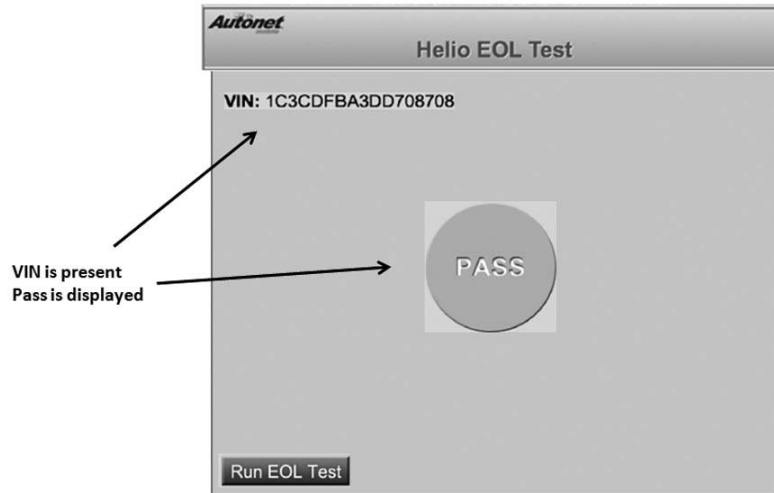 Autonet
Helio EOL Test
VIN: 1C3CDFBA3DD708708
VIN is present
Pass is displayed
PASS
Run EOL Test